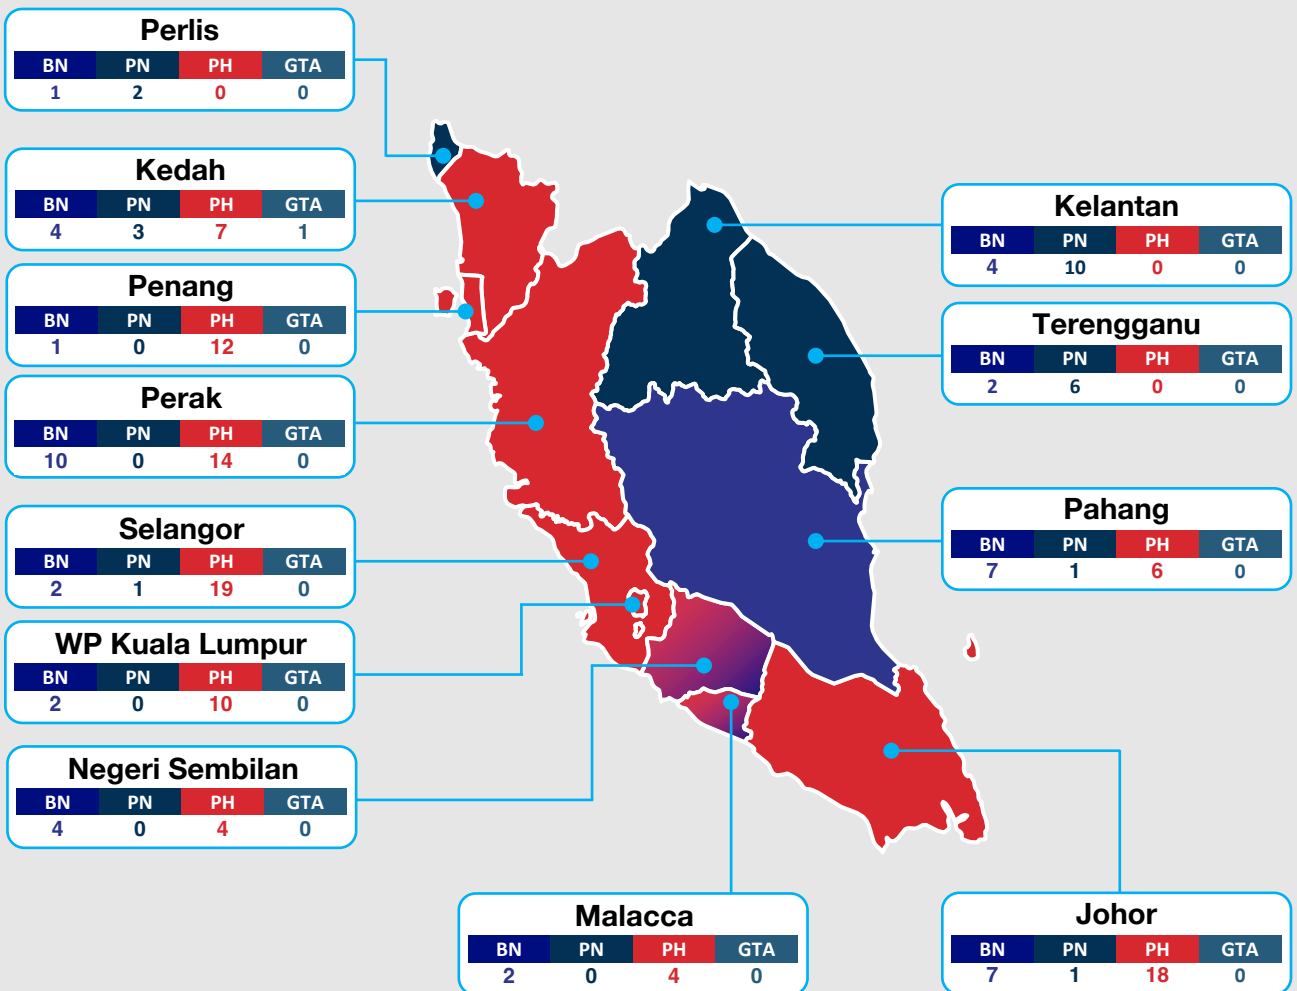 Perlis
BN PN PH GTA
1 2 0 0
Kedah
BN PN PH GTA
4 3 7 1
Penang
BN PN PH GTA
1 0 12 0
Perak
BN PN PH GTA
10 0 14 0
Selangor
BN PN PH GTA
2 1 19 0
WP Kuala Lumpur
BN PN PH GTA
2 0 10 0
Negeri Sembilan
BN PN PH GTA
4 0 4 0
Kelantan
BN PN PH GTA
4 10 0 0
Terengganu
BN PN PH GTA
2 6 0 0
Pahang
BN PN PH GTA
7 1 6 0
Malacca
BN PN PH GTA
2 0 4 0
Johor
BN PN PH GTA
7 1 18 0